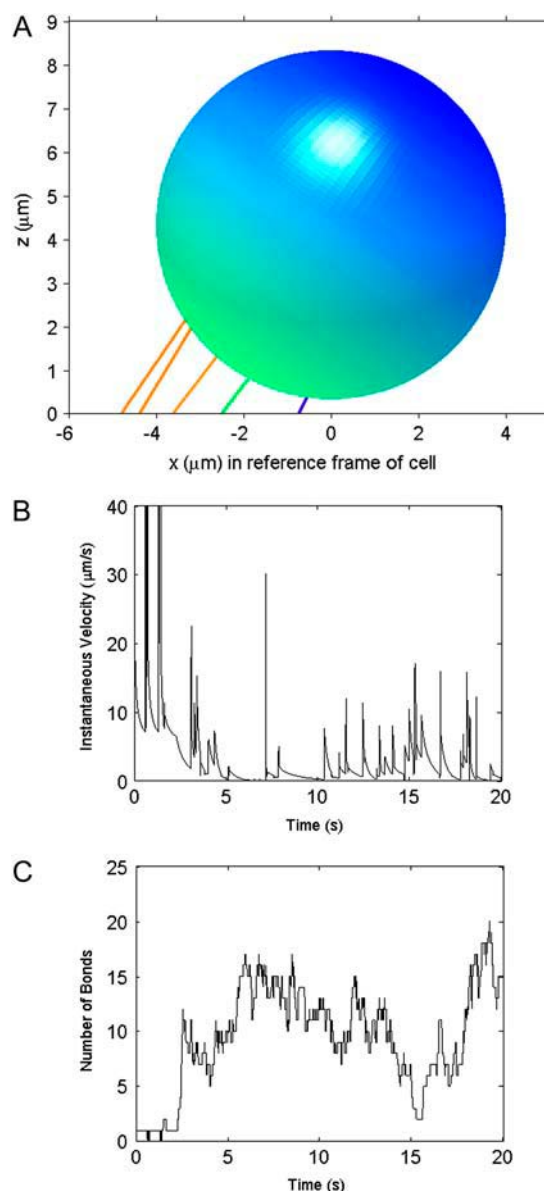 A
9
8
7
6
5
4
3
2
1
0
z (μm)
-6 -4 -2 0 2 4
x (μm) in reference frame of cell
B
40
30
20
10
0
Instantaneous Velocity (μm/s)
0 5 10 15 20
Time (s)
C
25
20
15
10
5
0
Number of Bonds
0 5 10 15 20
Time (s)